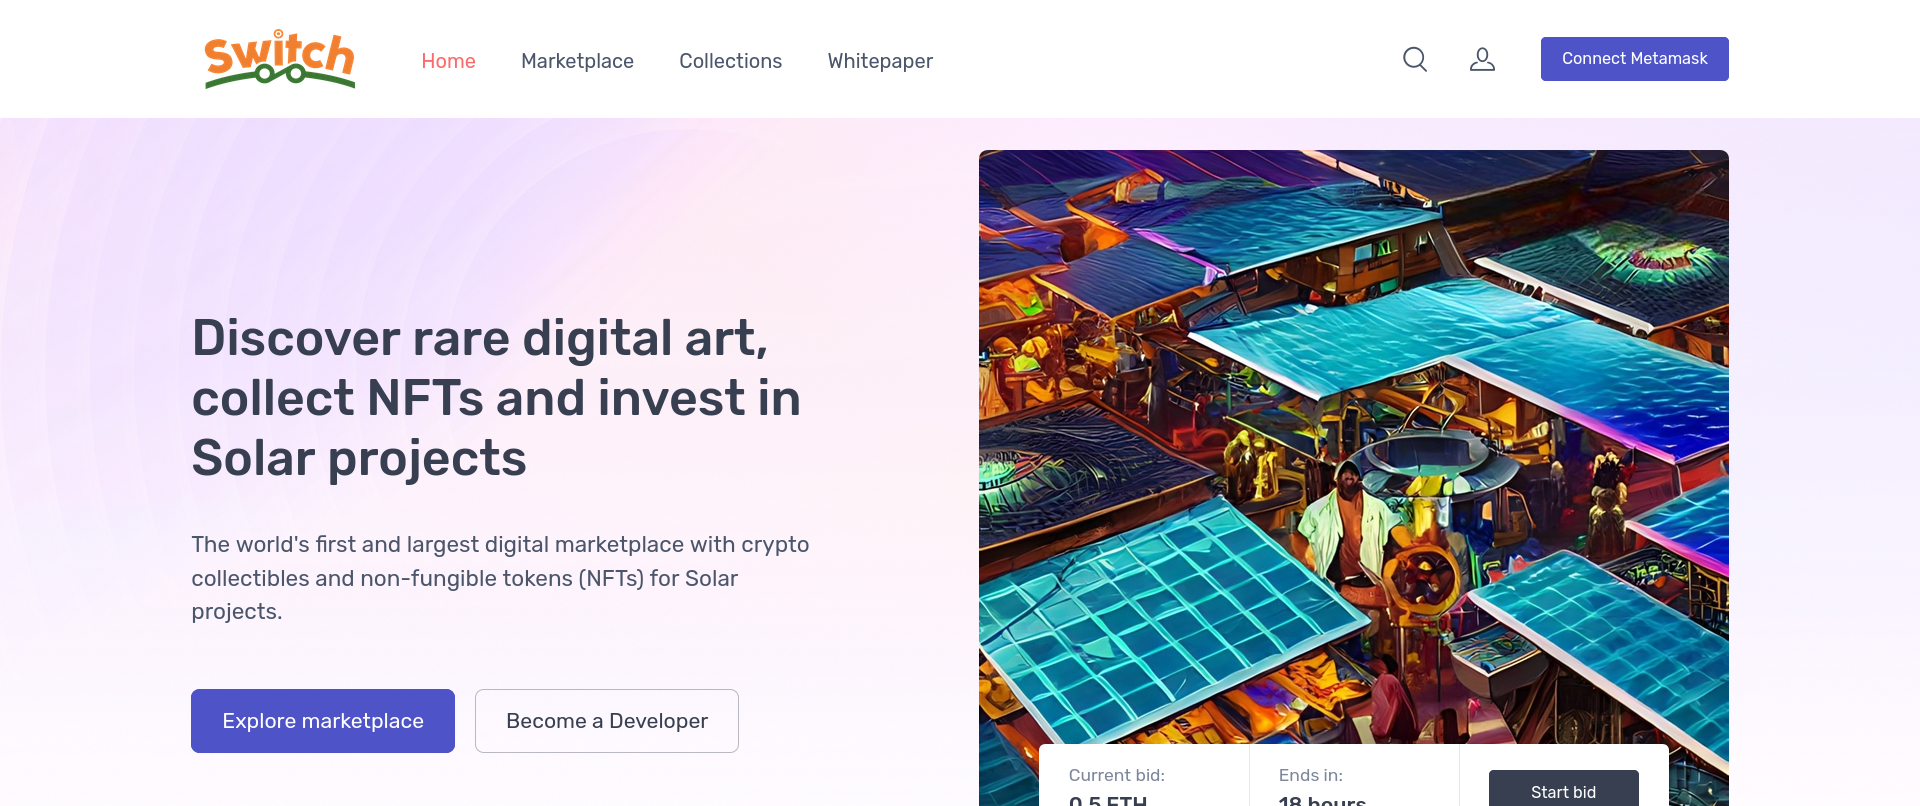 Switch
Home Marketplace Collections Whitepaper
Connect Metamask
Discover rare digital art,
collect NFTs and invest in
Solar projects
The world's first and largest digital marketplace with crypto
collectibles and non-fungible tokens (NFTs) for Solar
projects.
Explore marketplace
Become a Developer
Current bid:
0.5 ETH
Ends in:
18 hours
Start bid